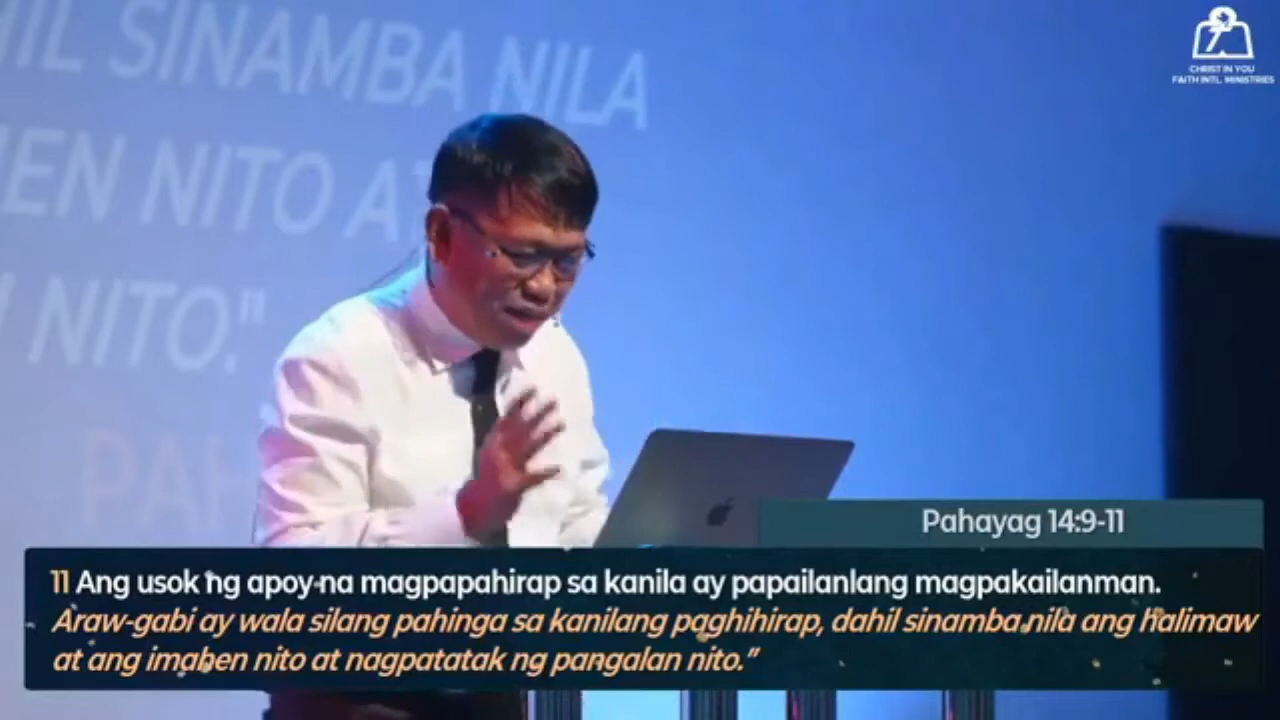 HIL SINAMBA NILA
EN NITO AT
NITO."
PAH
CHRIST IN YOU
FAITH INTL. MINISTRIES
Pahayag 14:9-11
11 Ang usok ng apoy na magpapahirap sa kanila ay papailanlang magpakailanman.
Araw-gabi ay wala silang pahinga sa kanilang paghihirap, dahil sinamba nila ang halimaw
at ang imahen nito at nagpatatak ng pangalan nito."